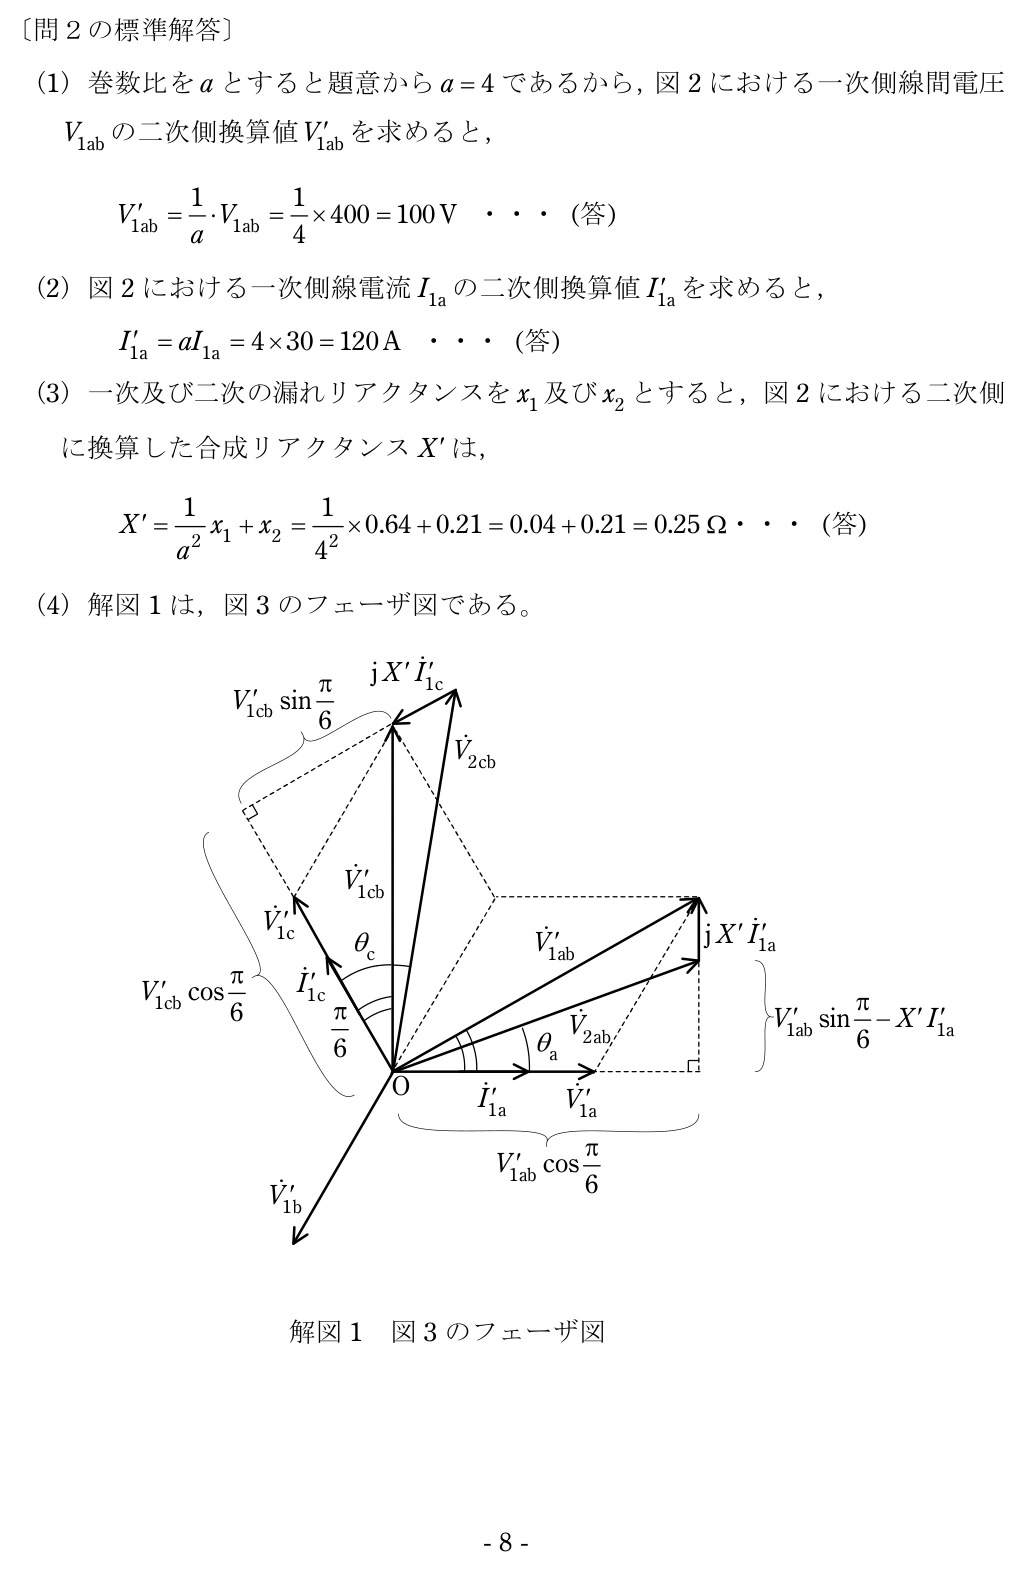 〔問２の標準解答〕
(1) 巻数比を a とすると題意から a = 4 であるから, 図 2 における一次側線間電圧
V1ab の二次側換算値 V′1ab を求めると,
V′1ab = 1/a · V1ab = 1/4 × 400 = 100 V ・・・ (答)
(2) 図 2 における一次側線電流 I1a の二次側換算値 I′1a を求めると,
I′1a = aI1a = 4 × 30 = 120 A ・・・ (答)
(3) 一次及び二次の漏れリアクタンスを x1 及び x2 とすると, 図 2 における二次側
に換算した合成リアクタンス X′ は,
X′ = 1/a² x1 + x2 = 1/4² × 0.64 + 0.21 = 0.04 + 0.21 = 0.25 Ω ・・・ (答)
(4) 解図 1 は, 図 3 のフェーザ図である。
jX′İ′1c
V′1cb sin π/6
V̇2cb
V̇′1cb
V̇′1c
θc
V̇′1ab
jX′İ′1a
İ′1c
V′1cb cos π/6
π/6
V̇2ab
θa
V′1ab sin π/6 − X′I′1a
O
İ′1a
V̇′1a
V′1ab cos π/6
V̇′1b
解図 1 図 3 のフェーザ図
- 8 -